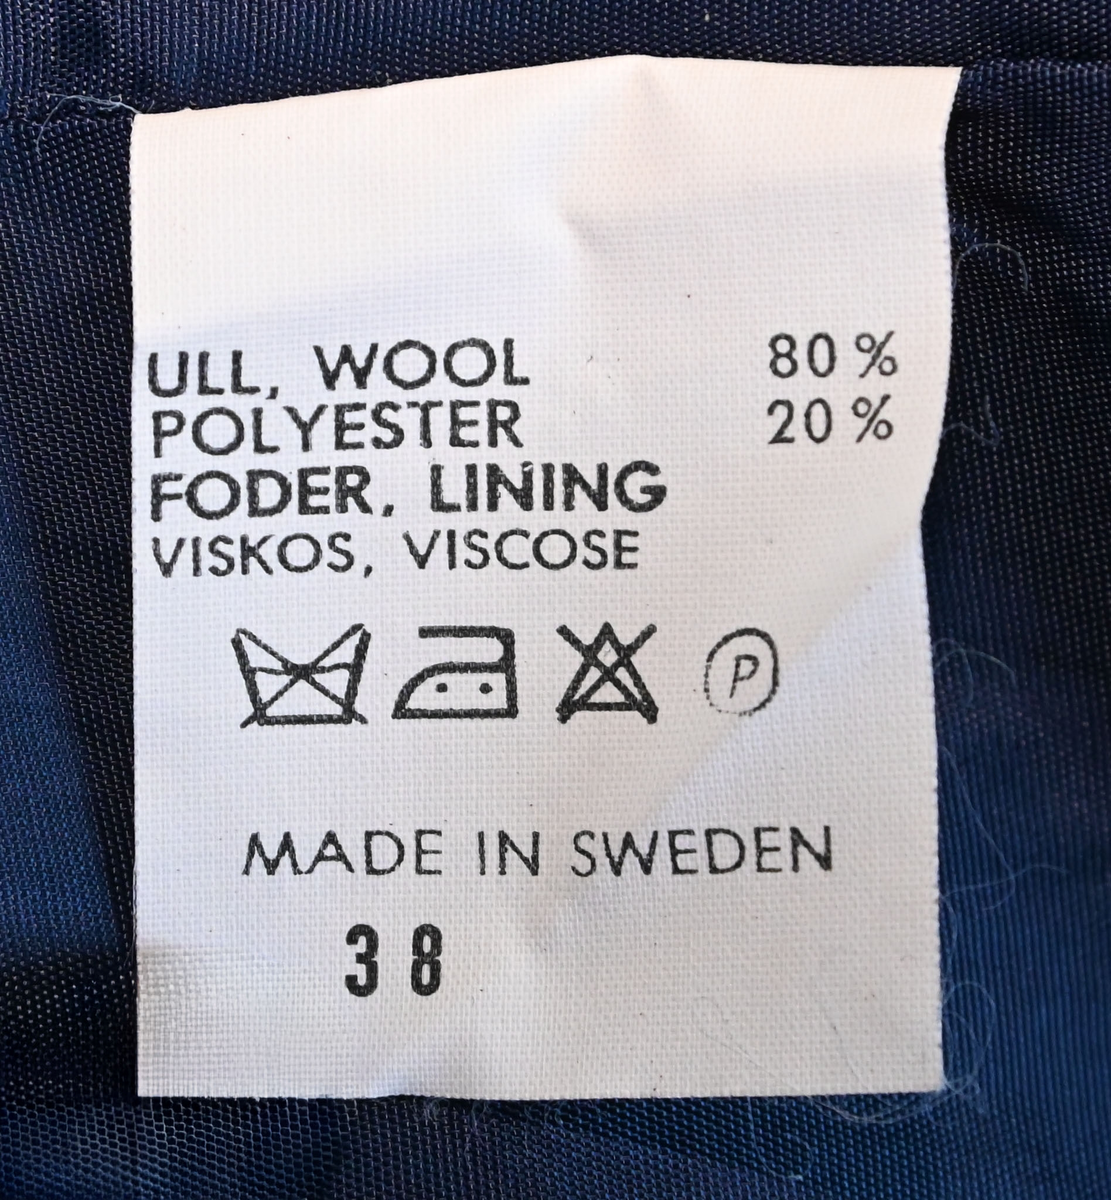 ULL, WOOL 80 %
POLYESTER 20 %
FODER, LINING
VISKOS, VISCOSE
P
MADE IN SWEDEN
38